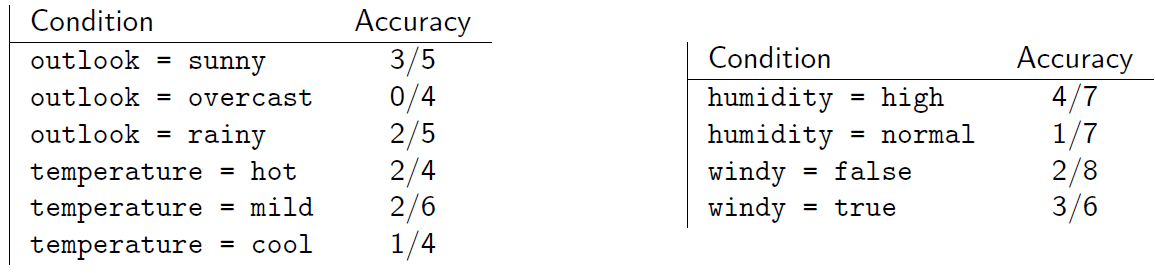 Condition Accuracy
outlook = sunny 3/5
outlook = overcast 0/4
outlook = rainy 2/5
temperature = hot 2/4
temperature = mild 2/6
temperature = cool 1/4
Condition Accuracy
humidity = high 4/7
humidity = normal 1/7
windy = false 2/8
windy = true 3/6